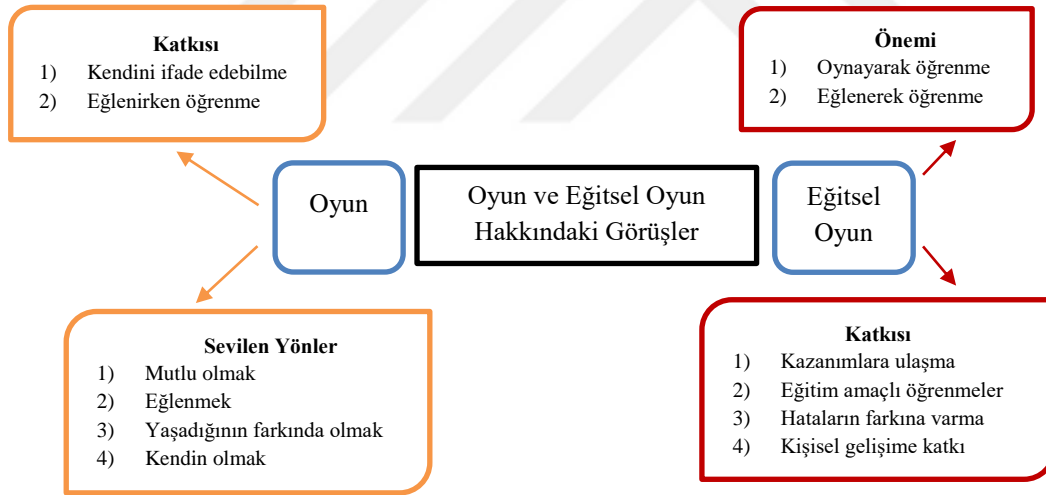 Katkısı
1) Kendini ifade edebilme
2) Eğlenirken öğrenme
Önemi
1) Oynayarak öğrenme
2) Eğlenerek öğrenme
Oyun
Oyun ve Eğitsel Oyun
Hakkındaki Görüşler
Eğitsel
Oyun
Sevilen Yönler
1) Mutlu olmak
2) Eğlenmek
3) Yaşadığının farkında olmak
4) Kendin olmak
Katkısı
1) Kazanımlara ulaşma
2) Eğitim amaçlı öğrenmeler
3) Hataların farkına varma
4) Kişisel gelişime katkı